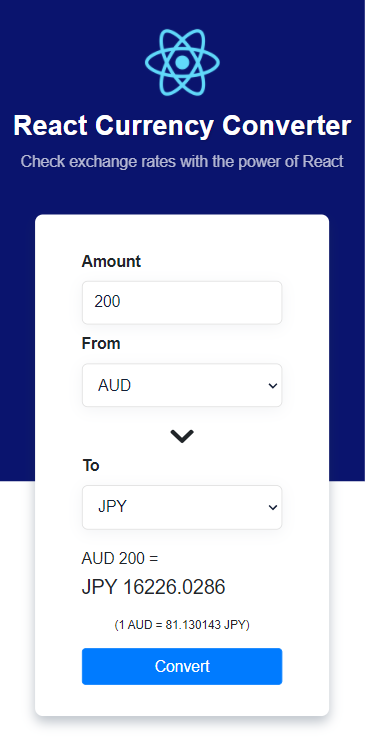 React Currency Converter
Check exchange rates with the power of React
Amount
200
From
AUD
To
JPY
AUD 200 =
JPY 16226.0286
(1 AUD = 81.130143 JPY)
Convert